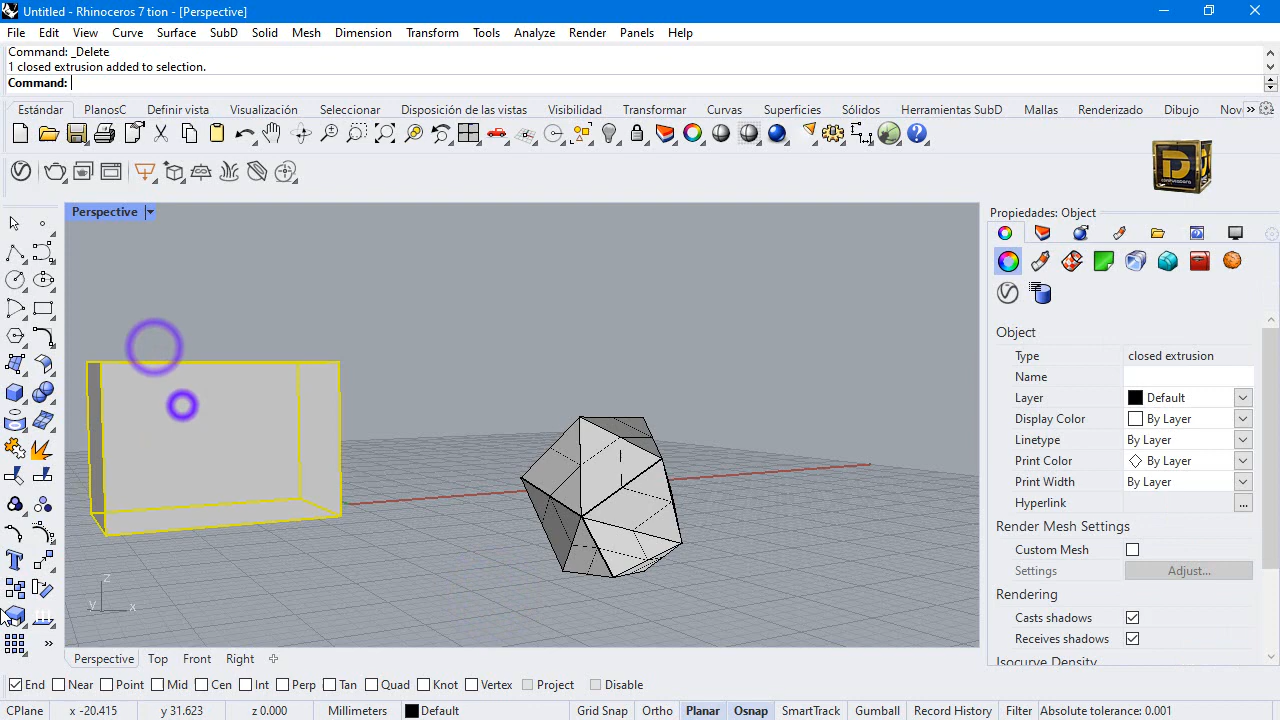 Untitled - Rhinoceros 7 tion - [Perspective]
File Edit View Curve Surface SubD Solid Mesh Dimension Transform Tools Analyze Render Panels Help
Command: _Delete
1 closed extrusion added to selection.
Command:
Estándar PlanosC Definir vista Visualización Seleccionar Disposición de las vistas Visibilidad Transformar Curvas Superficies Sólidos Herramientas SubD Mallas Renderizado Dibujo Nov »
Perspective
Propiedades: Object
Object
Type closed extrusion
Name
Layer Default
Display Color By Layer
Linetype By Layer
Print Color By Layer
Print Width By Layer
Hyperlink ...
Render Mesh Settings
Custom Mesh
Settings Adjust...
Rendering
Casts shadows
Receives shadows
Isocurve Density
z
y x
Perspective Top Front Right
End Near Point Mid Cen Int Perp Tan Quad Knot Vertex Project Disable
CPlane x -20.415 y 31.623 z 0.000 Millimeters Default Grid Snap Ortho Planar Osnap SmartTrack Gumball Record History Filter Absolute tolerance: 0.001